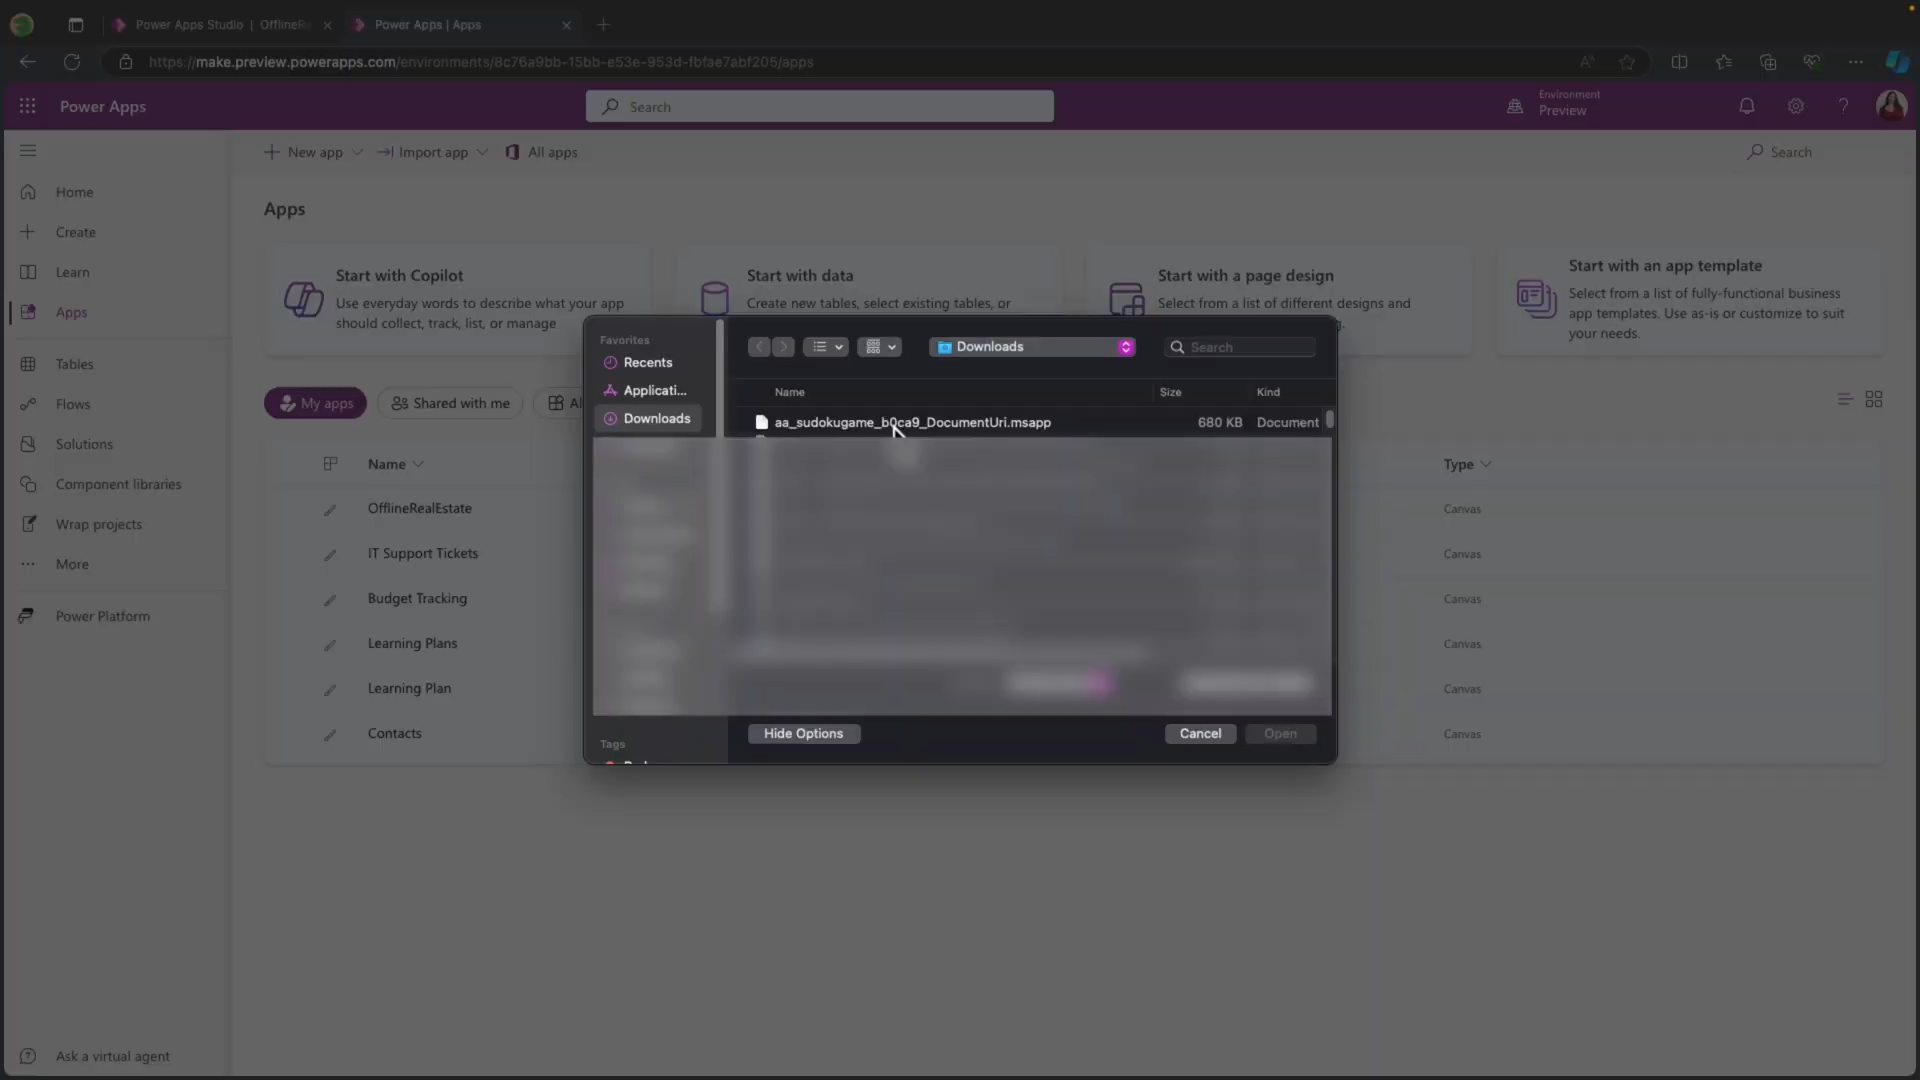 Power Apps Studio | OfflineRe
Power Apps | Apps
https://make.preview.powerapps.com/environments/8c76a9bb-15bb-e53e-953d-fbfae7abf205/apps
Power Apps
Search
Environment
Preview
New app
Import app
All apps
Search
Home
Create
Learn
Apps
Tables
Flows
Solutions
Component libraries
Wrap projects
More
Power Platform
Ask a virtual agent
Apps
Start with Copilot
Use everyday words to describe what your app
should collect, track, list, or manage
Start with data
Create new tables, select existing tables, or
Start with a page design
Select from a list of different designs and
Start with an app template
Select from a list of fully-functional business
app templates. Use as-is or customize to suit
your needs.
My apps
Shared with me
Al
Name
Type
OfflineRealEstate
Canvas
IT Support Tickets
Canvas
Budget Tracking
Canvas
Learning Plans
Learning Plan
Canvas
Contacts
Canvas
Favorites
Recents
Applicati...
Downloads
Tags
Downloads
Search
Name
Size
Kind
aa_sudokugame_b0ca9_DocumentUri.msapp
680 KB
Document
Hide Options
Cancel
Open